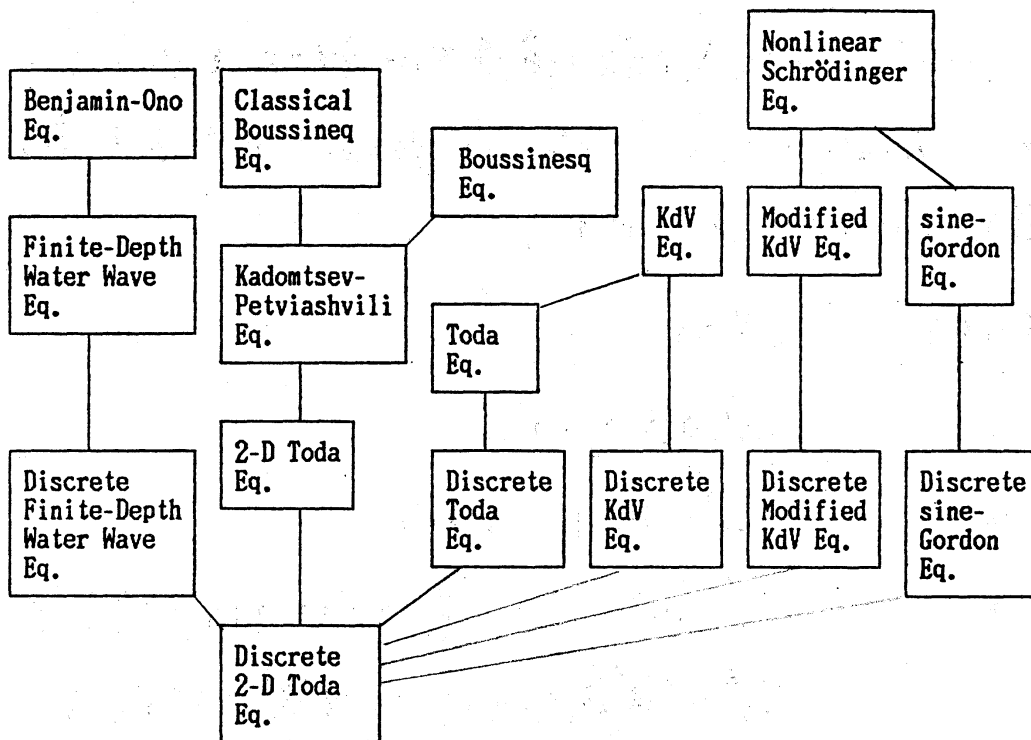 Nonlinear
Schrödinger
Eq.
Benjamin-Ono
Eq.
Classical
Boussineq
Eq.
Boussinesq
Eq.
KdV
Eq.
Modified
KdV Eq.
sine-
Gordon
Eq.
Finite-Depth
Water Wave
Eq.
Kadomtsev-
Petviashvili
Eq.
Toda
Eq.
2-D Toda
Eq.
Discrete
Finite-Depth
Water Wave
Eq.
Discrete
Toda
Eq.
Discrete
KdV
Eq.
Discrete
Modified
KdV Eq.
Discrete
sine-
Gordon
Eq.
Discrete
2-D Toda
Eq.